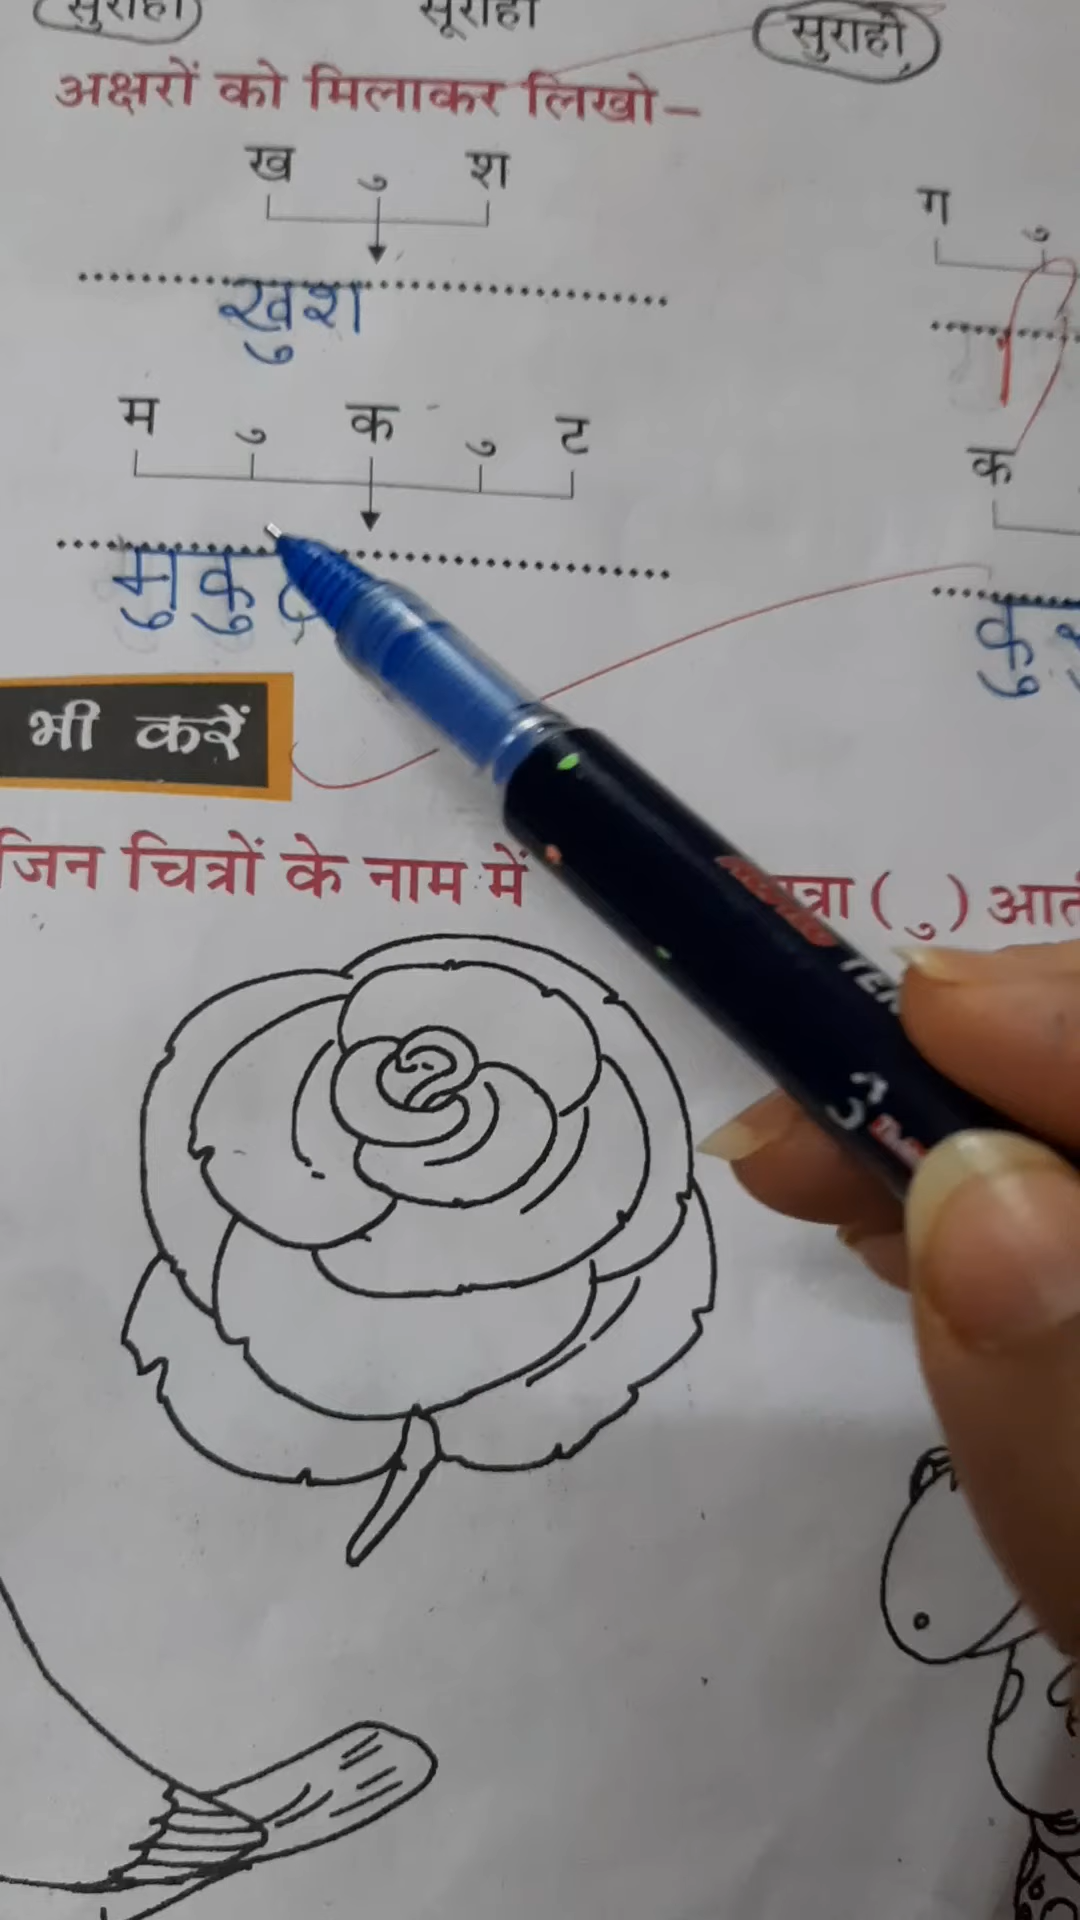 सुराही सूराही सुराही
अक्षरों को मिलाकर लिखो–
ख ु श
ग ु
खुश
म ु क ु ट
क
मुकु
कु
भी करें
जिन चित्रों के नाम में ( ु )